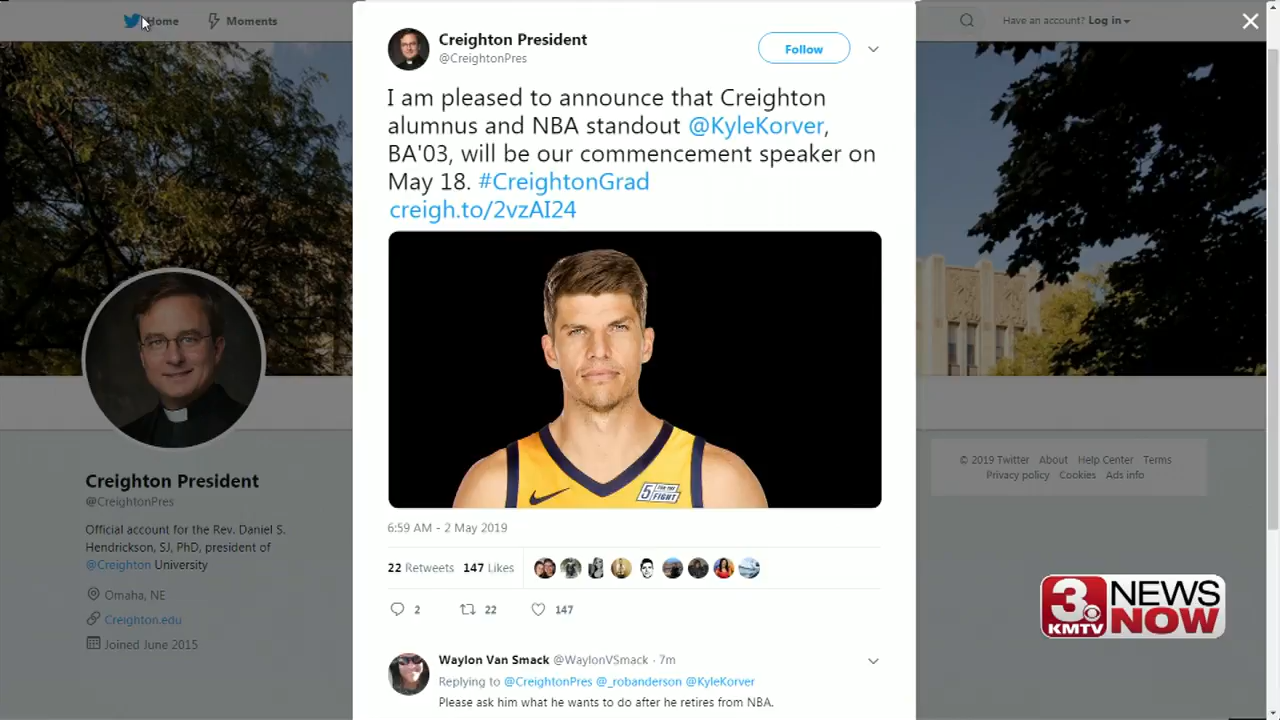 Home
Moments
Have an account? Log in
Creighton President
@CreightonPres
Follow
I am pleased to announce that Creighton
alumnus and NBA standout @KyleKorver,
BA'03, will be our commencement speaker on
May 18. #CreightonGrad
creigh.to/2vzAI24
5 FOR THE
FIGHT
6:59 AM - 2 May 2019
22 Retweets 147 Likes
2 22 147
Waylon Van Smack @WaylonVSmack · 7m
Replying to @CreightonPres @_robanderson @KyleKorver
Please ask him what he wants to do after he retires from NBA.
Creighton President
@CreightonPres
Official account for the Rev. Daniel S.
Hendrickson, SJ, PhD, president of
@Creighton University
Omaha, NE
Creighton.edu
Joined June 2015
© 2019 Twitter About Help Center Terms
Privacy policy Cookies Ads info
3 NEWS
KMTV NOW